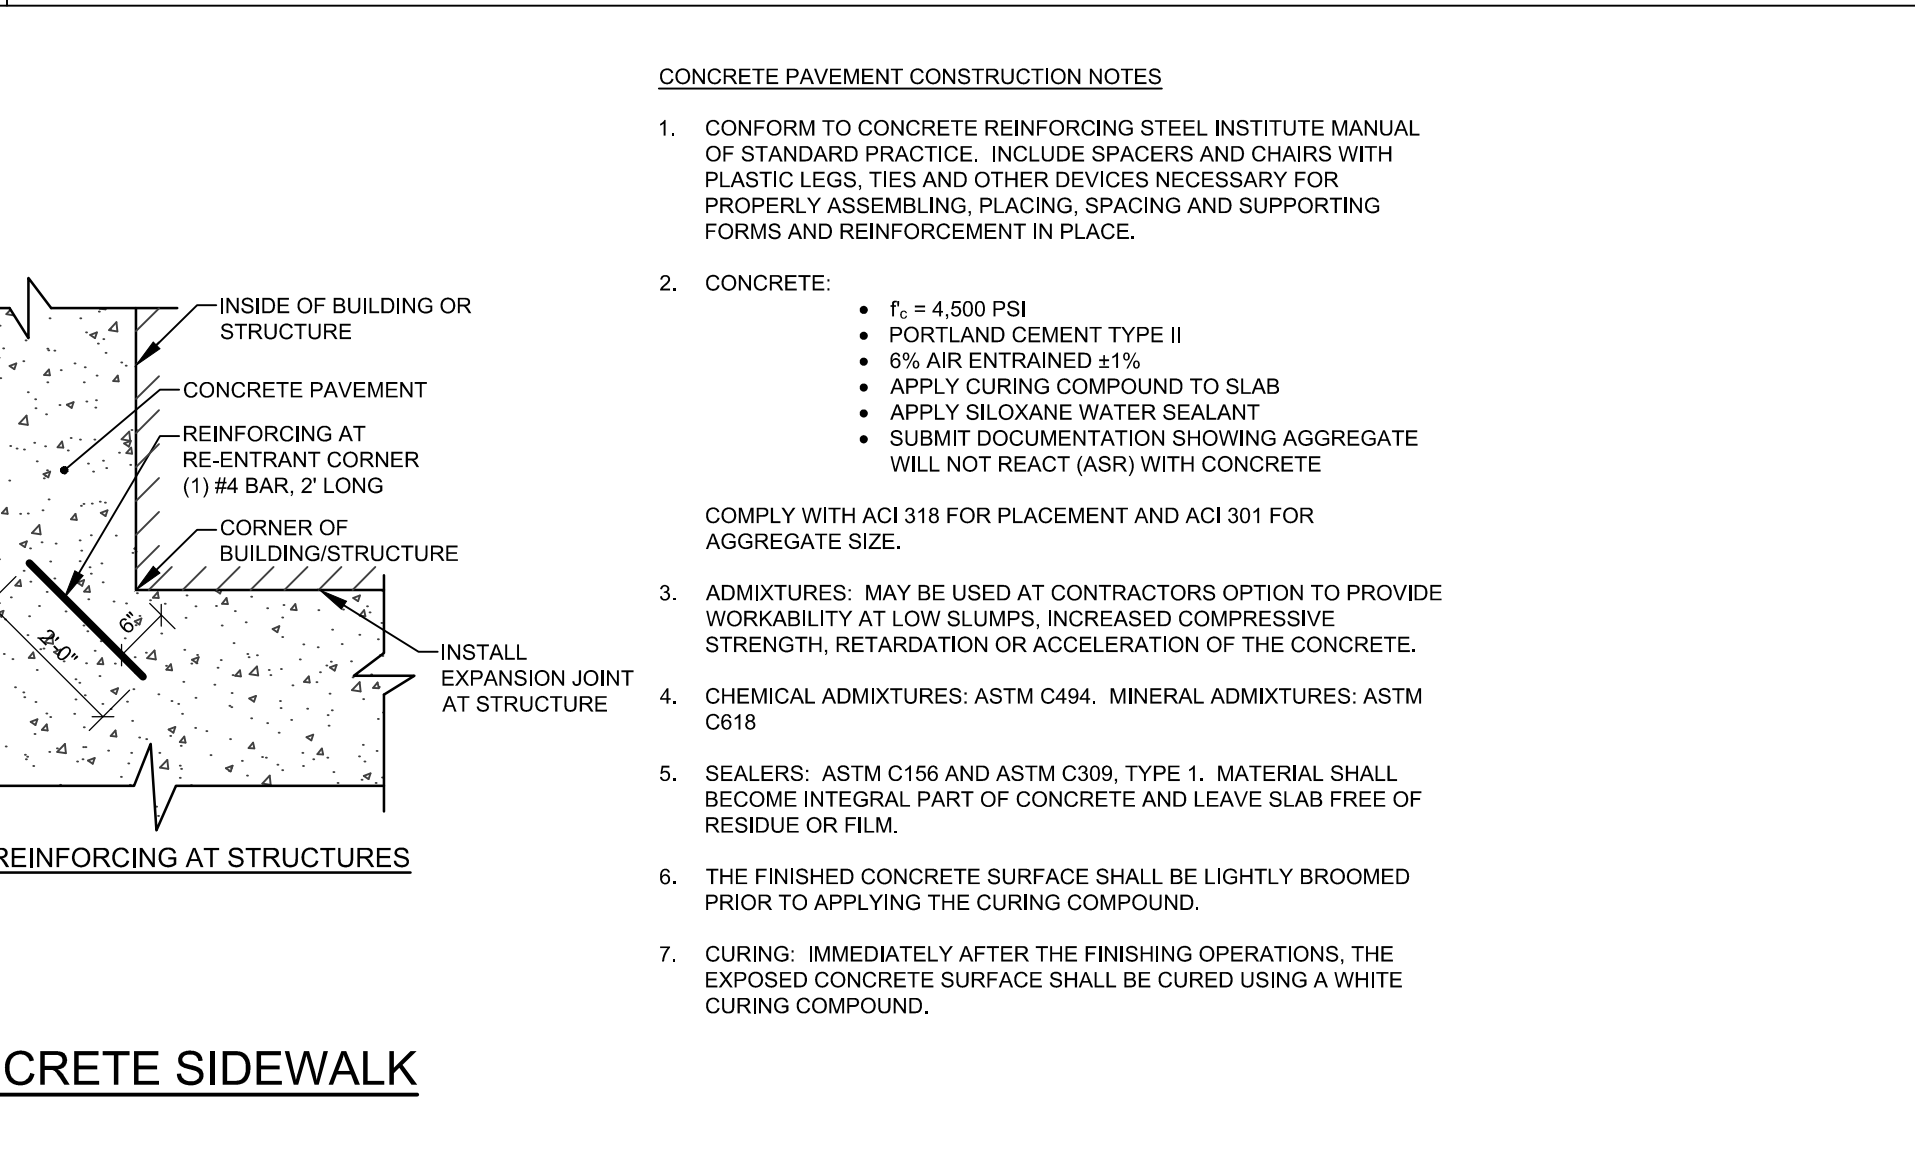 CONCRETE PAVEMENT CONSTRUCTION NOTES
1. CONFORM TO CONCRETE REINFORCING STEEL INSTITUTE MANUAL
OF STANDARD PRACTICE. INCLUDE SPACERS AND CHAIRS WITH
PLASTIC LEGS, TIES AND OTHER DEVICES NECESSARY FOR
PROPERLY ASSEMBLING, PLACING, SPACING AND SUPPORTING
FORMS AND REINFORCEMENT IN PLACE.
2. CONCRETE:
• f'c = 4,500 PSI
• PORTLAND CEMENT TYPE II
• 6% AIR ENTRAINED ±1%
• APPLY CURING COMPOUND TO SLAB
• APPLY SILOXANE WATER SEALANT
• SUBMIT DOCUMENTATION SHOWING AGGREGATE
WILL NOT REACT (ASR) WITH CONCRETE
COMPLY WITH ACI 318 FOR PLACEMENT AND ACI 301 FOR
AGGREGATE SIZE.
3. ADMIXTURES: MAY BE USED AT CONTRACTORS OPTION TO PROVIDE
WORKABILITY AT LOW SLUMPS, INCREASED COMPRESSIVE
STRENGTH, RETARDATION OR ACCELERATION OF THE CONCRETE.
4. CHEMICAL ADMIXTURES: ASTM C494. MINERAL ADMIXTURES: ASTM
C618
5. SEALERS: ASTM C156 AND ASTM C309, TYPE 1. MATERIAL SHALL
BECOME INTEGRAL PART OF CONCRETE AND LEAVE SLAB FREE OF
RESIDUE OR FILM.
6. THE FINISHED CONCRETE SURFACE SHALL BE LIGHTLY BROOMED
PRIOR TO APPLYING THE CURING COMPOUND.
7. CURING: IMMEDIATELY AFTER THE FINISHING OPERATIONS, THE
EXPOSED CONCRETE SURFACE SHALL BE CURED USING A WHITE
CURING COMPOUND.
INSIDE OF BUILDING OR
STRUCTURE
CONCRETE PAVEMENT
REINFORCING AT
RE-ENTRANT CORNER
(1) #4 BAR, 2' LONG
CORNER OF
BUILDING/STRUCTURE
6"
2'-0"
INSTALL
EXPANSION JOINT
AT STRUCTURE
REINFORCING AT STRUCTURES
CRETE SIDEWALK